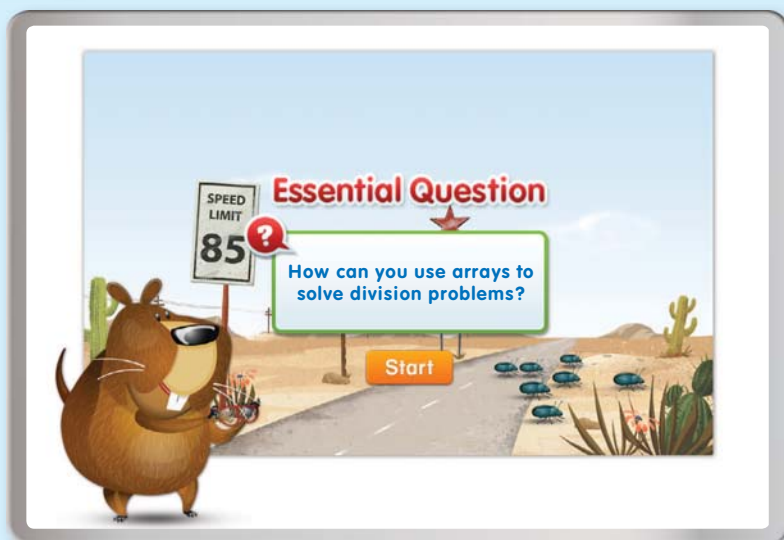 Essential Question
SPEED
LIMIT
85
?
How can you use arrays to
solve division problems?
Start